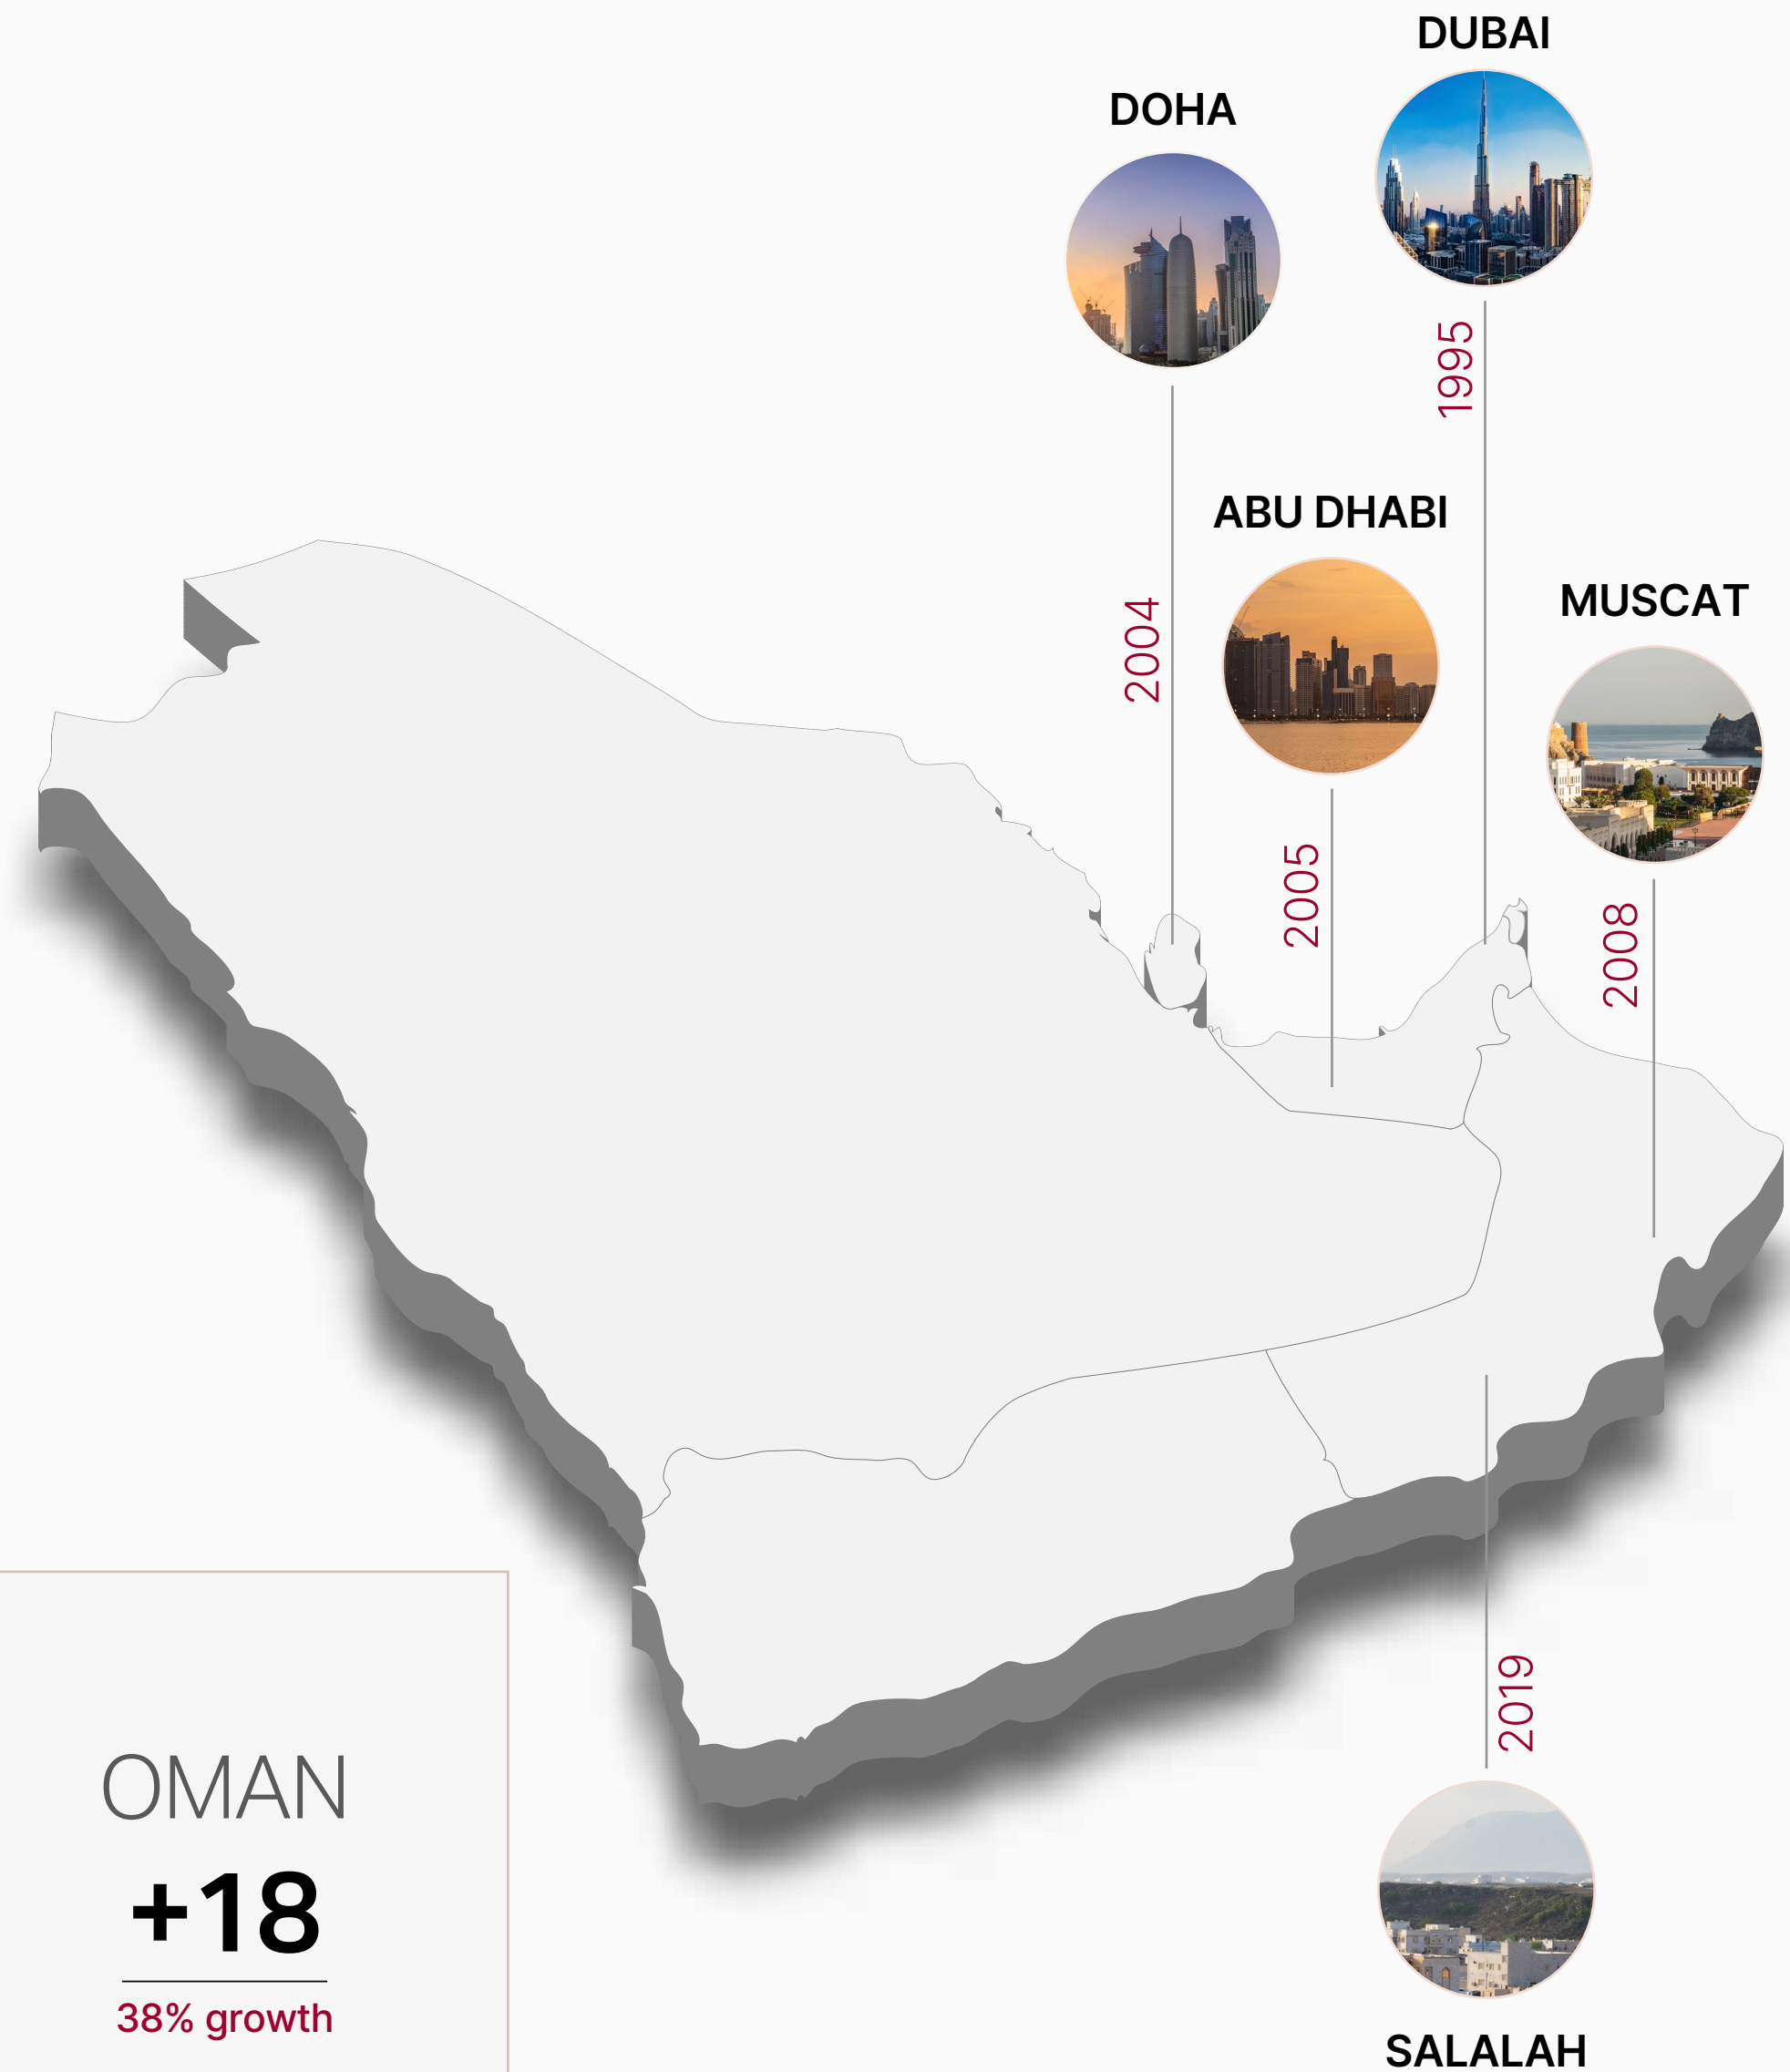 DUBAI
DOHA
1995
ABU DHABI
MUSCAT
2004
2005
2008
2019
OMAN
+18
38% growth
SALALAH